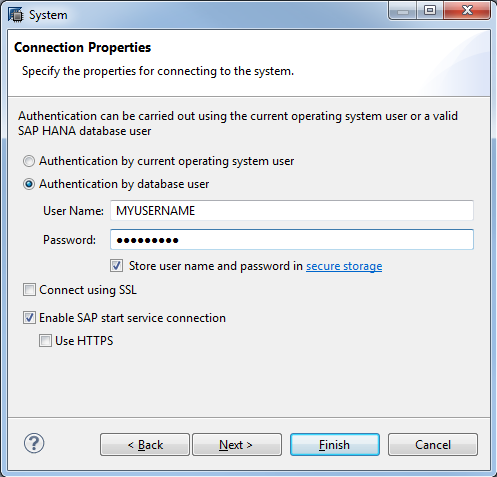 System
Connection Properties
Specify the properties for connecting to the system.
Authentication can be carried out using the current operating system user or a valid
SAP HANA database user
Authentication by current operating system user
Authentication by database user
User Name: MYUSERNAME
Password: ●●●●●●●●●
Store user name and password in secure storage
Connect using SSL
Enable SAP start service connection
Use HTTPS
? < Back Next > Finish Cancel